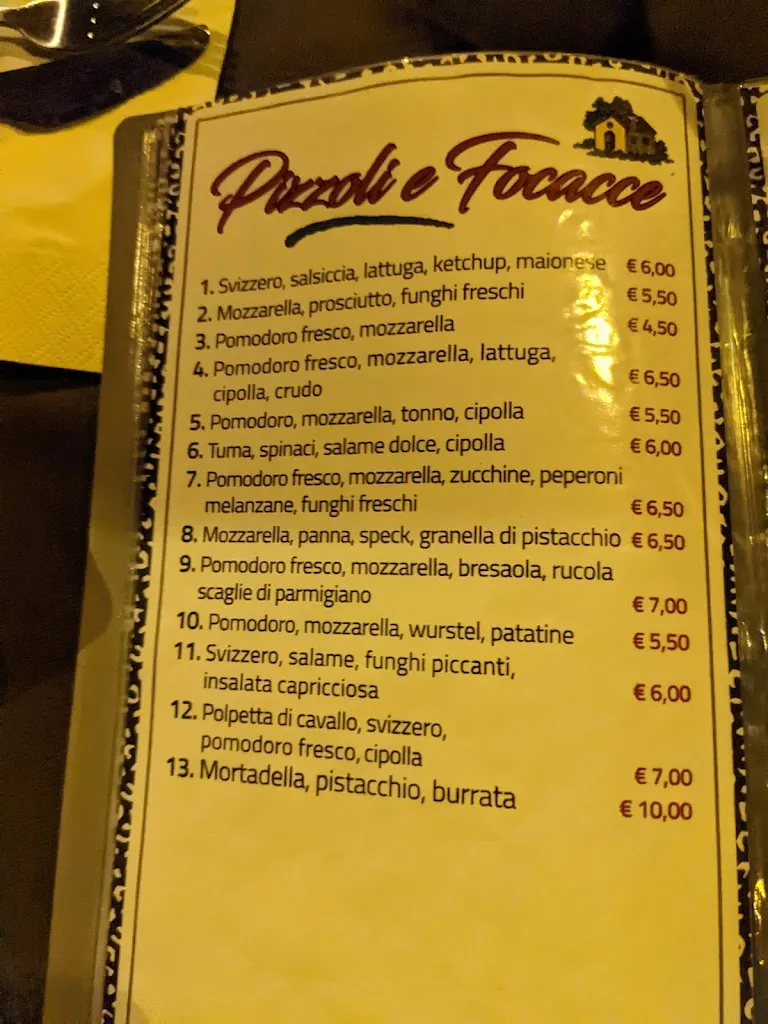 Pizzoli e Focacce
1. Svizzero, salsiccia, lattuga, ketchup, maionese € 6,00
2. Mozzarella, prosciutto, funghi freschi € 5,50
3. Pomodoro fresco, mozzarella € 4,50
4. Pomodoro fresco, mozzarella, lattuga,
cipolla, crudo € 6,50
5. Pomodoro, mozzarella, tonno, cipolla € 5,50
6. Tuma, spinaci, salame dolce, cipolla € 6,00
7. Pomodoro fresco, mozzarella, zucchine, peperoni
melanzane, funghi freschi € 6,50
8. Mozzarella, panna, speck, granella di pistacchio € 6,50
9. Pomodoro fresco, mozzarella, bresaola, rucola
scaglie di parmigiano € 7,00
10. Pomodoro, mozzarella, wurstel, patatine € 5,50
11. Svizzero, salame, funghi piccanti,
insalata capricciosa € 6,00
12. Polpetta di cavallo, svizzero,
pomodoro fresco, cipolla € 7,00
13. Mortadella, pistacchio, burrata € 10,00